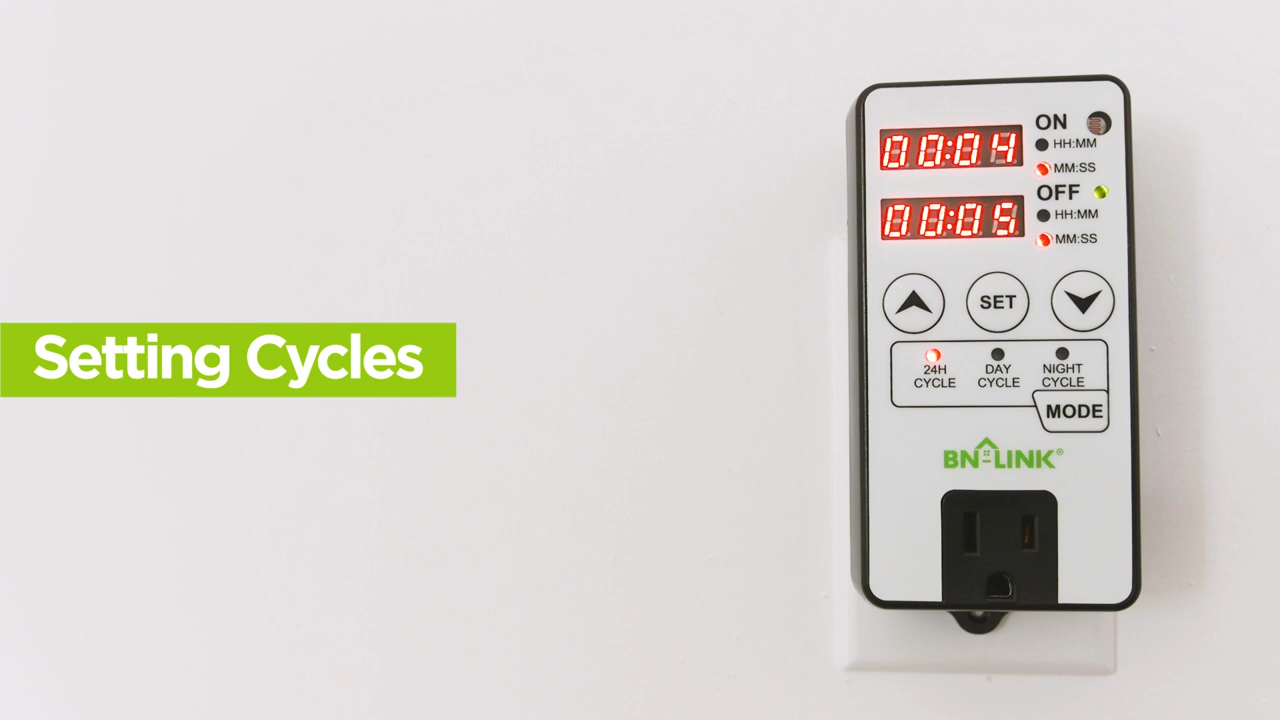 Setting Cycles
00:04
ON
HH:MM
MM:SS
00:05
OFF
HH:MM
MM:SS
SET
24H
CYCLE
DAY
CYCLE
NIGHT
CYCLE
MODE
BN-LINK®